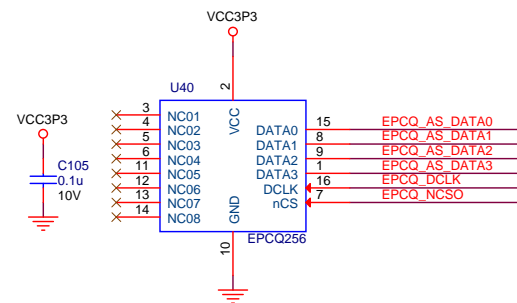 VCC3P3
U40
2
VCC
3 NC01
4 NC02
5 NC03
6 NC04
11 NC05
12 NC06
13 NC07
14 NC08
DATA0 15 EPCQ_AS_DATA0
DATA1 8 EPCQ_AS_DATA1
DATA2 9 EPCQ_AS_DATA2
DATA3 1 EPCQ_AS_DATA3
DCLK 16 EPCQ_DCLK
nCS 7 EPCQ_NCSO
GND
10
EPCQ256
VCC3P3
C105
0.1u
10V